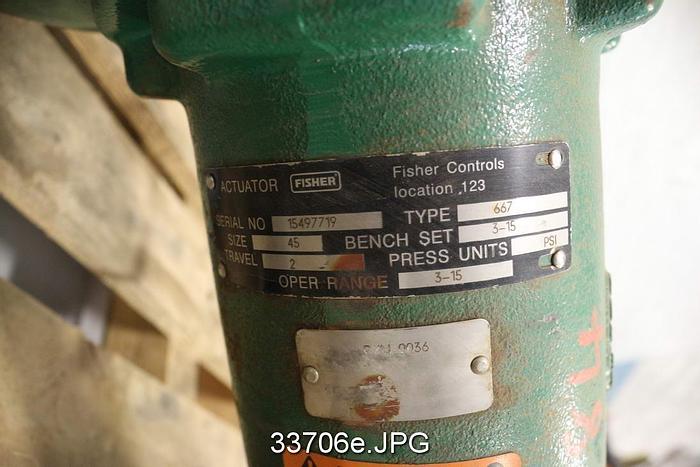 ACTUATOR FISHER Fisher Controls
location .123
SERIAL NO 15497719 TYPE 667
SIZE 45 BENCH SET 3-15
TRAVEL 2 PRESS UNITS PSI
OPER RANGE 3-15
0036
33706e.JPG